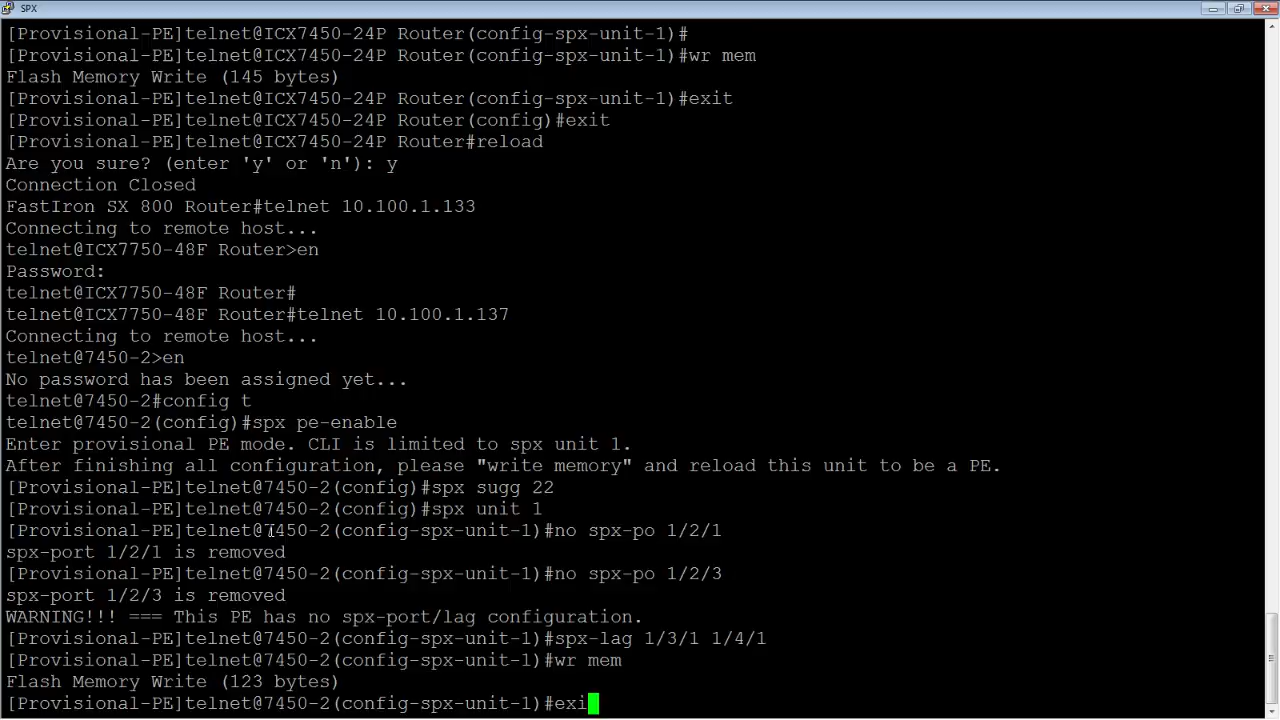 SPX
[Provisional-PE]telnet@ICX7450-24P Router(config-spx-unit-1)#
[Provisional-PE]telnet@ICX7450-24P Router(config-spx-unit-1)#wr mem
Flash Memory Write (145 bytes)
[Provisional-PE]telnet@ICX7450-24P Router(config-spx-unit-1)#exit
[Provisional-PE]telnet@ICX7450-24P Router(config)#exit
[Provisional-PE]telnet@ICX7450-24P Router#reload
Are you sure? (enter 'y' or 'n'): y
Connection Closed
FastIron SX 800 Router#telnet 10.100.1.133
Connecting to remote host...
telnet@ICX7750-48F Router>en
Password:
telnet@ICX7750-48F Router#
telnet@ICX7750-48F Router#telnet 10.100.1.137
Connecting to remote host...
telnet@7450-2>en
No password has been assigned yet...
telnet@7450-2#config t
telnet@7450-2(config)#spx pe-enable
Enter provisional PE mode. CLI is limited to spx unit 1.
After finishing all configuration, please "write memory" and reload this unit to be a PE.
[Provisional-PE]telnet@7450-2(config)#spx sugg 22
[Provisional-PE]telnet@7450-2(config)#spx unit 1
[Provisional-PE]telnet@7450-2(config-spx-unit-1)#no spx-po 1/2/1
spx-port 1/2/1 is removed
[Provisional-PE]telnet@7450-2(config-spx-unit-1)#no spx-po 1/2/3
spx-port 1/2/3 is removed
WARNING!!! === This PE has no spx-port/lag configuration.
[Provisional-PE]telnet@7450-2(config-spx-unit-1)#spx-lag 1/3/1 1/4/1
[Provisional-PE]telnet@7450-2(config-spx-unit-1)#wr mem
Flash Memory Write (123 bytes)
[Provisional-PE]telnet@7450-2(config-spx-unit-1)#exi